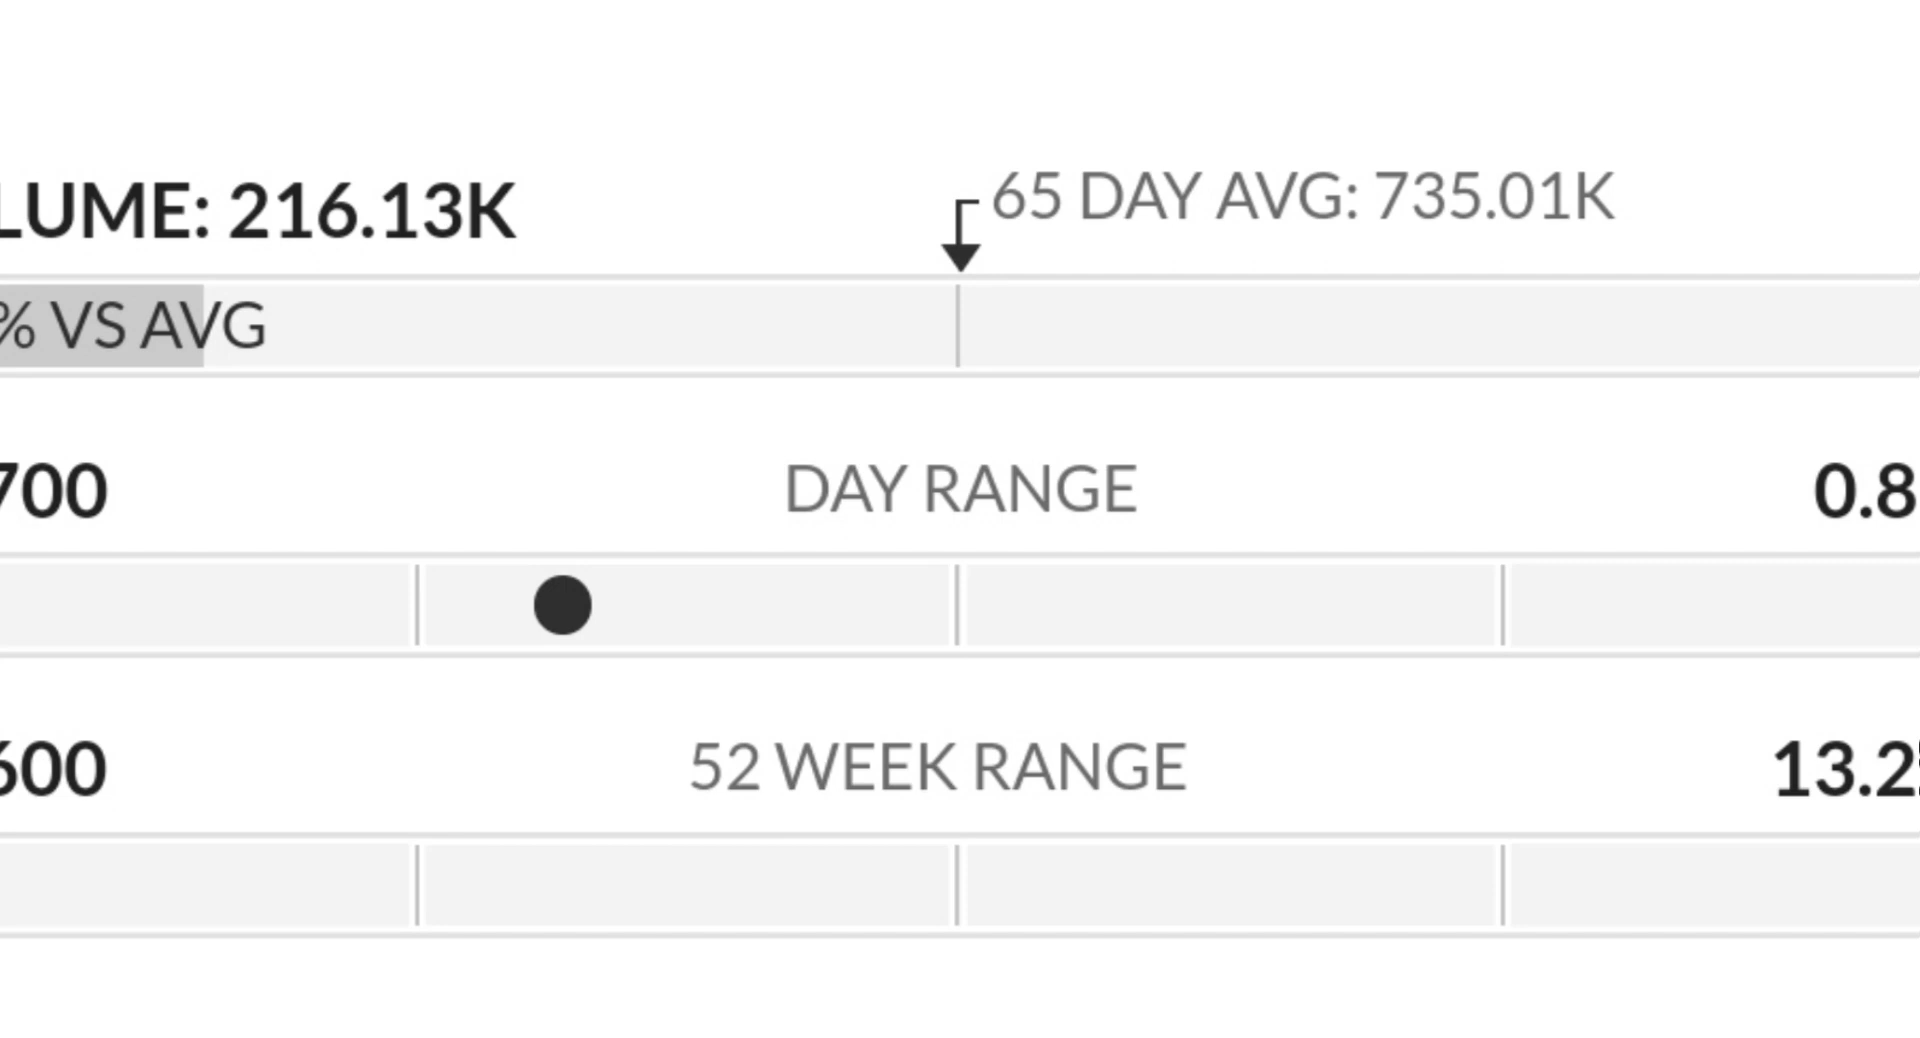 LUME: 216.13K
65 DAY AVG: 735.01K
% VS AVG
700
DAY RANGE
0.8
600
52 WEEK RANGE
13.2